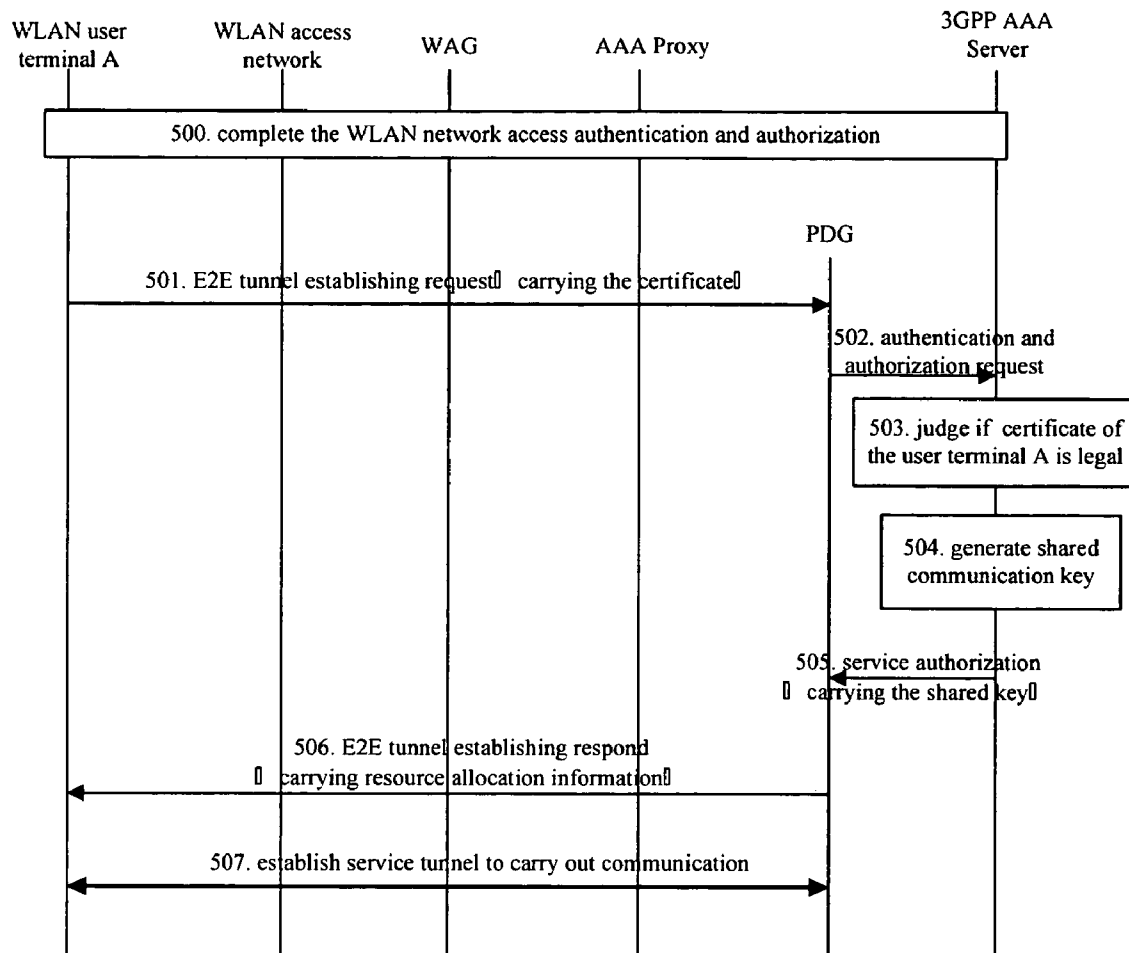 WLAN user
terminal A
WLAN access
network
WAG
AAA Proxy
3GPP AAA
Server
500. complete the WLAN network access authentication and authorization
PDG
501. E2E tunnel establishing request▯ carrying the certificate▯
502. authentication and
authorization request
503. judge if certificate of
the user terminal A is legal
504. generate shared
communication key
505. service authorization
▯ carrying the shared key▯
506. E2E tunnel establishing respond
▯ carrying resource allocation information▯
507. establish service tunnel to carry out communication